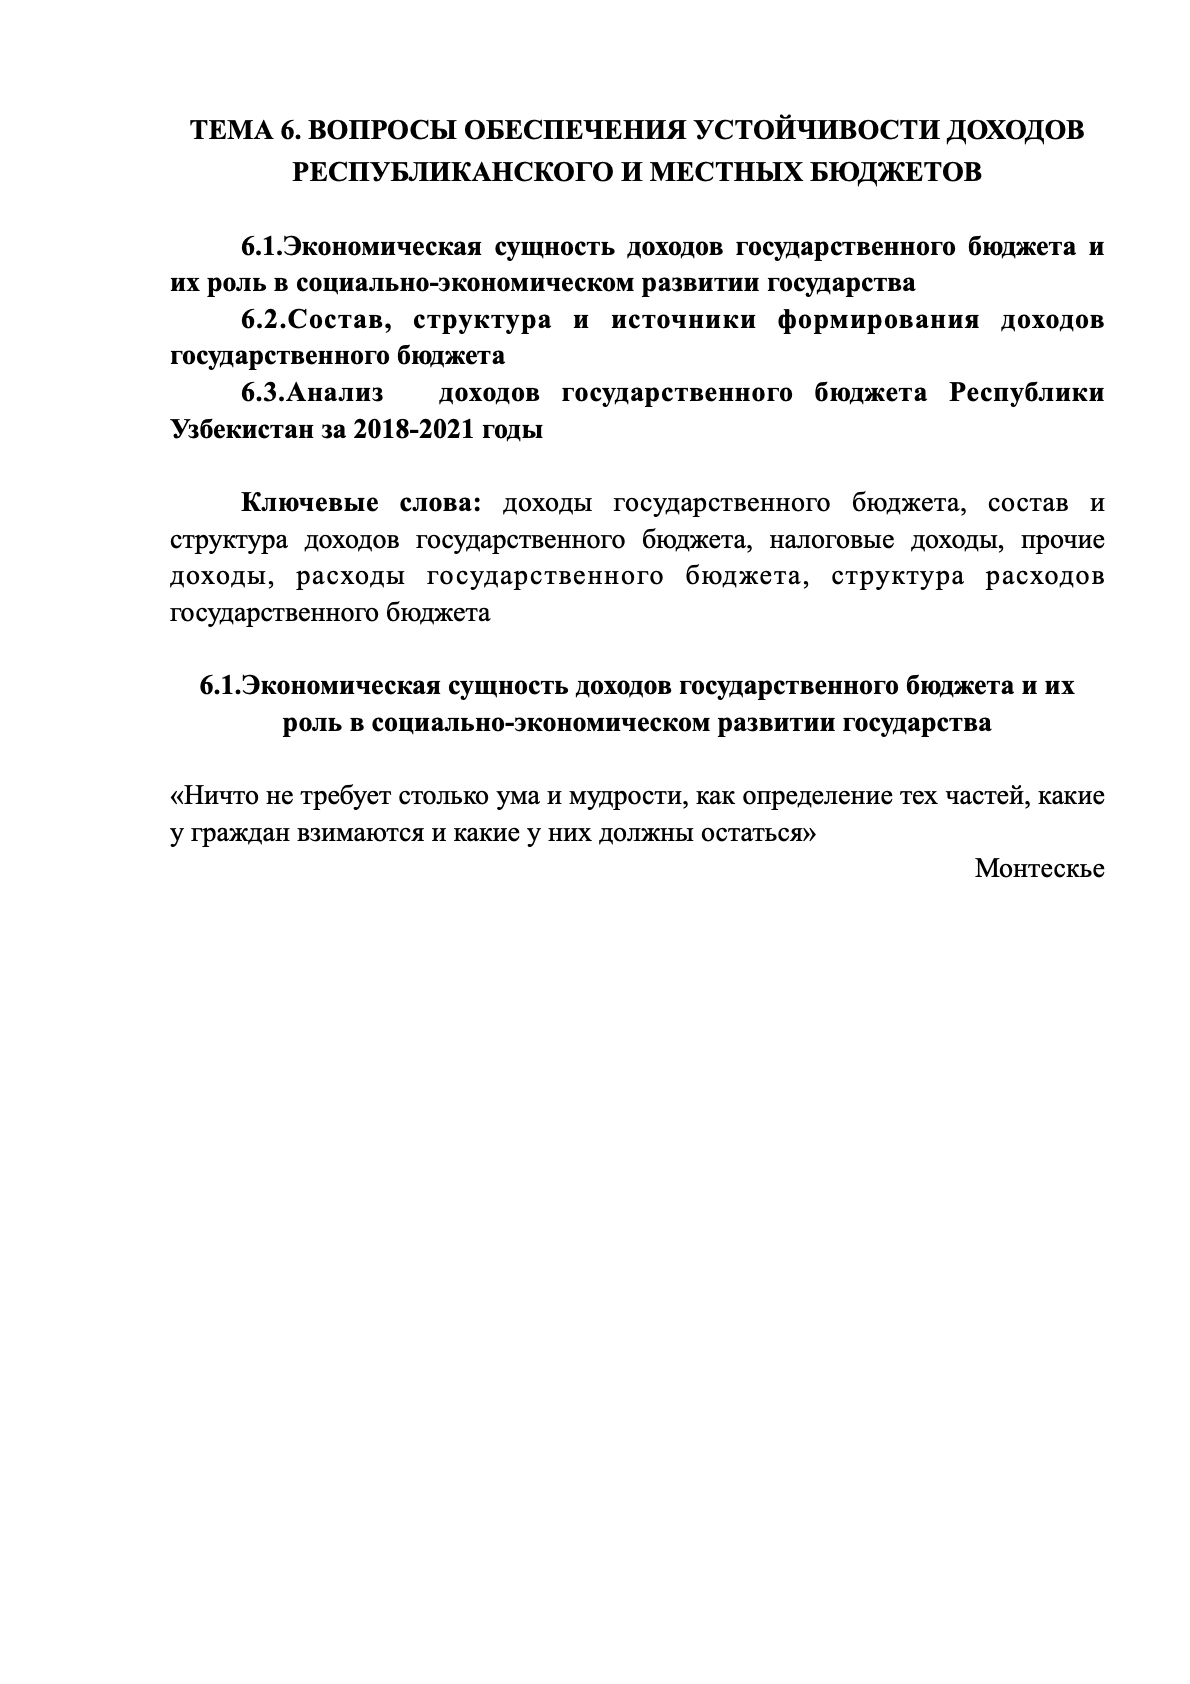 ТЕМА 6. ВОПРОСЫ ОБЕСПЕЧЕНИЯ УСТОЙЧИВОСТИ ДОХОДОВ
РЕСПУБЛИКАНСКОГО И МЕСТНЫХ БЮДЖЕТОВ
6.1.Экономическая сущность доходов государственного бюджета и
их роль в социально-экономическом развитии государства
6.2.Состав, структура и источники формирования доходов
государственного бюджета
6.3.Анализ доходов государственного бюджета Республики
Узбекистан за 2018-2021 годы
Ключевые слова: доходы государственного бюджета, состав и
структура доходов государственного бюджета, налоговые доходы, прочие
доходы, расходы государственного бюджета, структура расходов
государственного бюджета
6.1.Экономическая сущность доходов государственного бюджета и их
роль в социально-экономическом развитии государства
«Ничто не требует столько ума и мудрости, как определение тех частей, какие
у граждан взимаются и какие у них должны остаться»
Монтескье